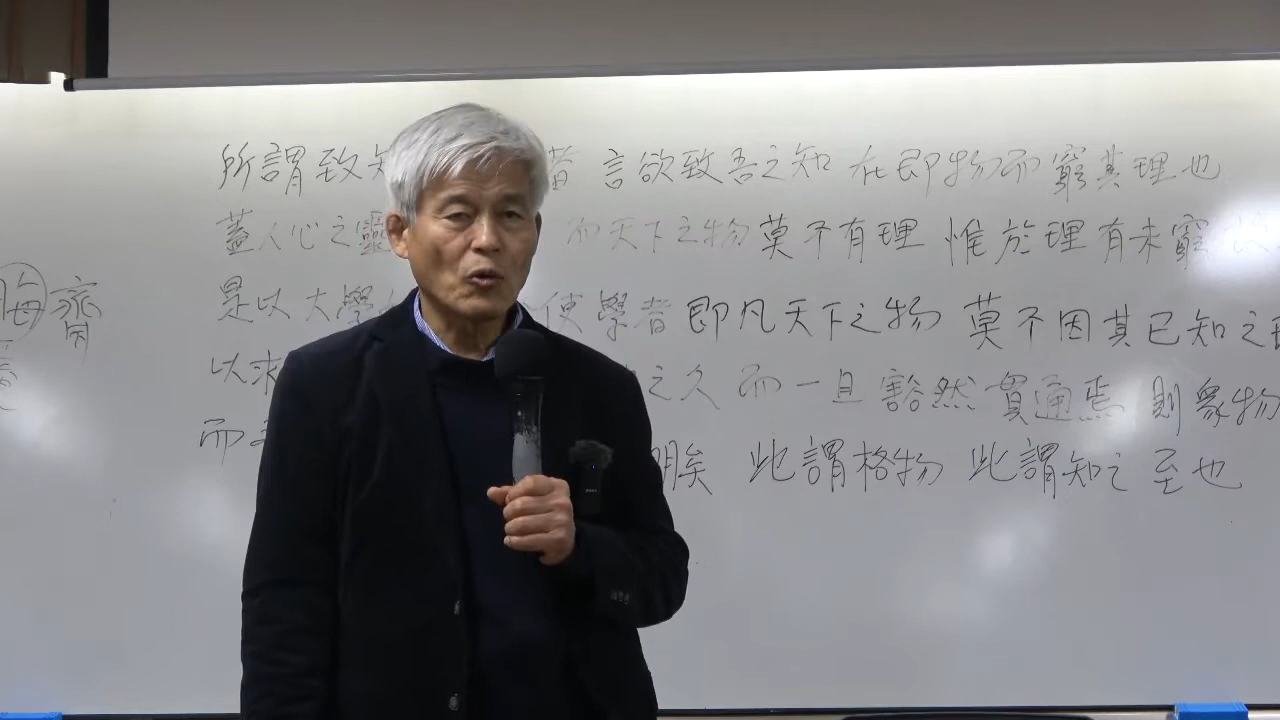 所謂致知 言欲致吾之知 在即物而窮其理也
蓋人心之靈 而天下之物莫不有理 惟於理有未窮
是以大學 使學者即凡天下之物 莫不因其已知之
以求 之久 而一旦豁然貫通焉 則衆物
而 明矣 此謂格物 此謂知之至也
晦齋